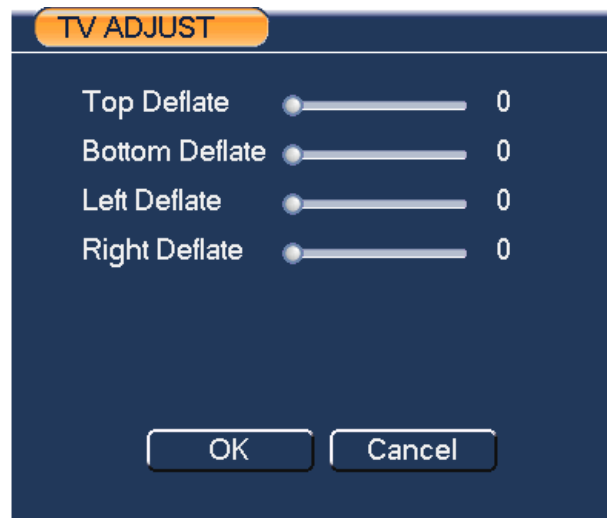 TV ADJUST
Top Deflate 0
Bottom Deflate 0
Left Deflate 0
Right Deflate 0
OK Cancel